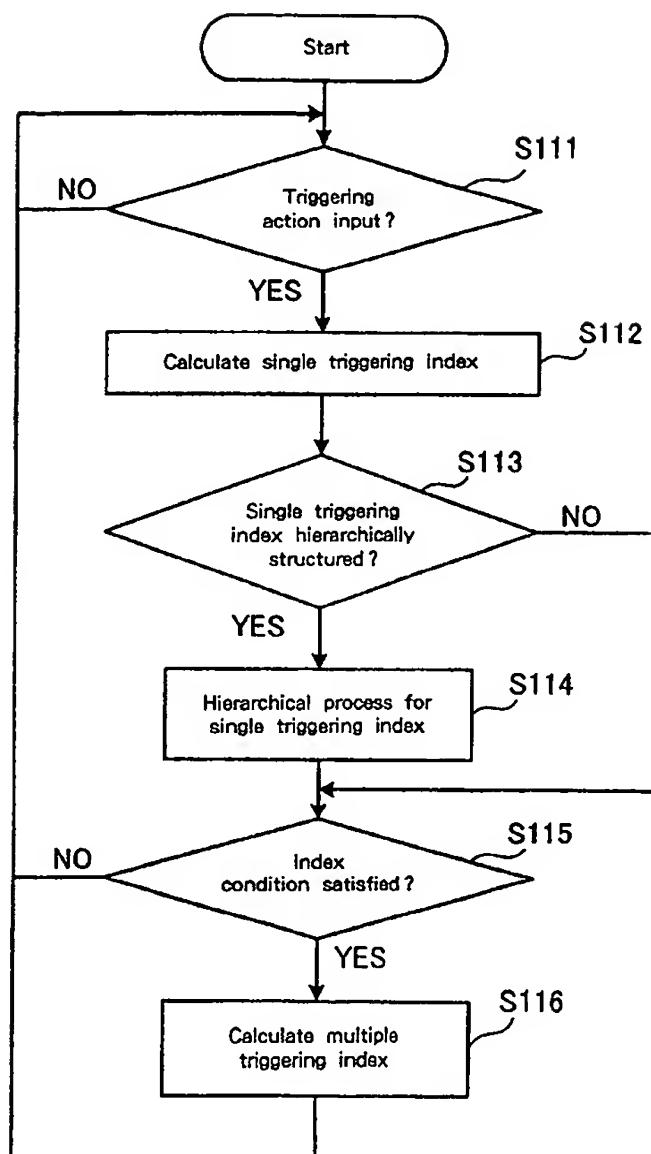 Start
S111
NO
Triggering
action input?
YES
S112
Calculate single triggering index
S113
Single triggering
index hierarchically
structured?
NO
YES
S114
Hierarchical process for
single triggering index
S115
NO
Index
condition satisfied?
YES
S116
Calculate multiple
triggering index